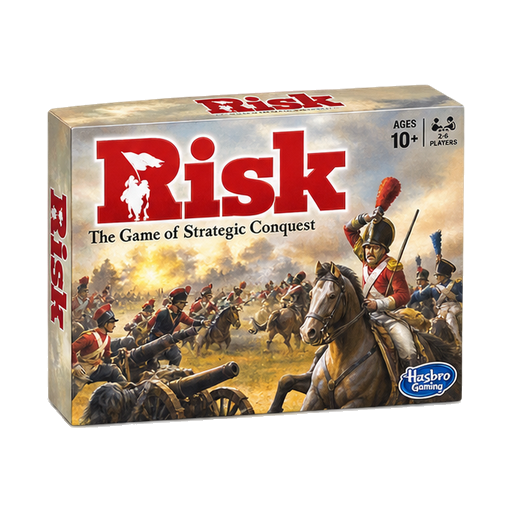 Risk
Risk
The Game of Strategic Conquest
AGES
10+
2-6
PLAYERS
Risk
Hasbro
Gaming